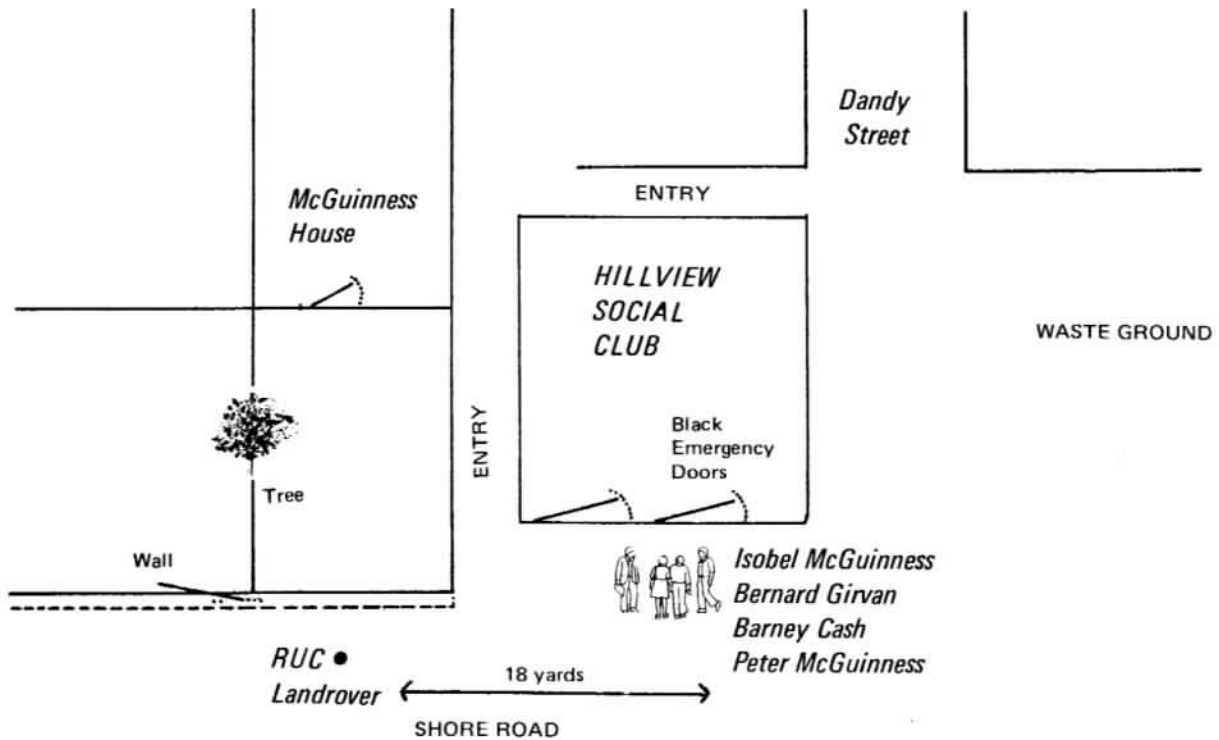 Dandy
Street
McGuinness
House
ENTRY
HILLVIEW
SOCIAL
CLUB
WASTE GROUND
ENTRY
Black
Emergency
Doors
Tree
Wall
Isobel McGuinness
Bernard Girvan
Barney Cash
Peter McGuinness
RUC
Landrover
18 yards
SHORE ROAD